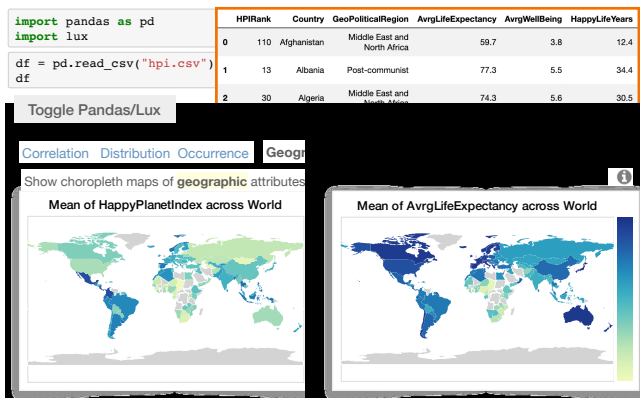 import pandas as pd
import lux
df = pd.read_csv("hpi.csv")
df
HPIRank Country GeoPoliticalRegion AvrgLifeExpectancy AvrgWellBeing HappyLifeYears
0 110 Afghanistan Middle East and North Africa 59.7 3.8 12.4
1 13 Albania Post-communist 77.3 5.5 34.4
2 30 Algeria Middle East and North Africa 74.3 5.6 30.5
Toggle Pandas/Lux
Correlation Distribution Occurrence Geogr
Show choropleth maps of geographic attributes
Mean of HappyPlanetIndex across World
Mean of AvrgLifeExpectancy across World